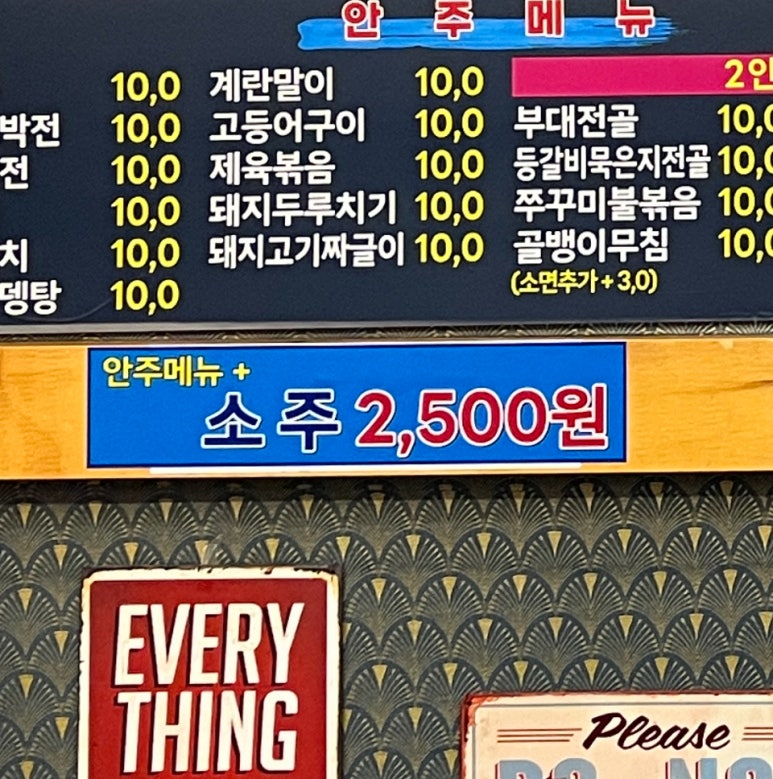 안 주 메 뉴
10,0 계란말이 10,0 2인
박전 10,0 고등어구이 10,0 부대전골 10,0
전 10,0 제육볶음 10,0 등갈비묵은지전골 10,0
10,0 돼지두루치기 10,0 쭈꾸미불볶음 10,0
치 10,0 돼지고기짜글이 10,0 골뱅이무침 10,0
뎅탕 10,0 (소면추가+3,0)
안주메뉴 +
소주 2,500원
EVERY
THING
Please